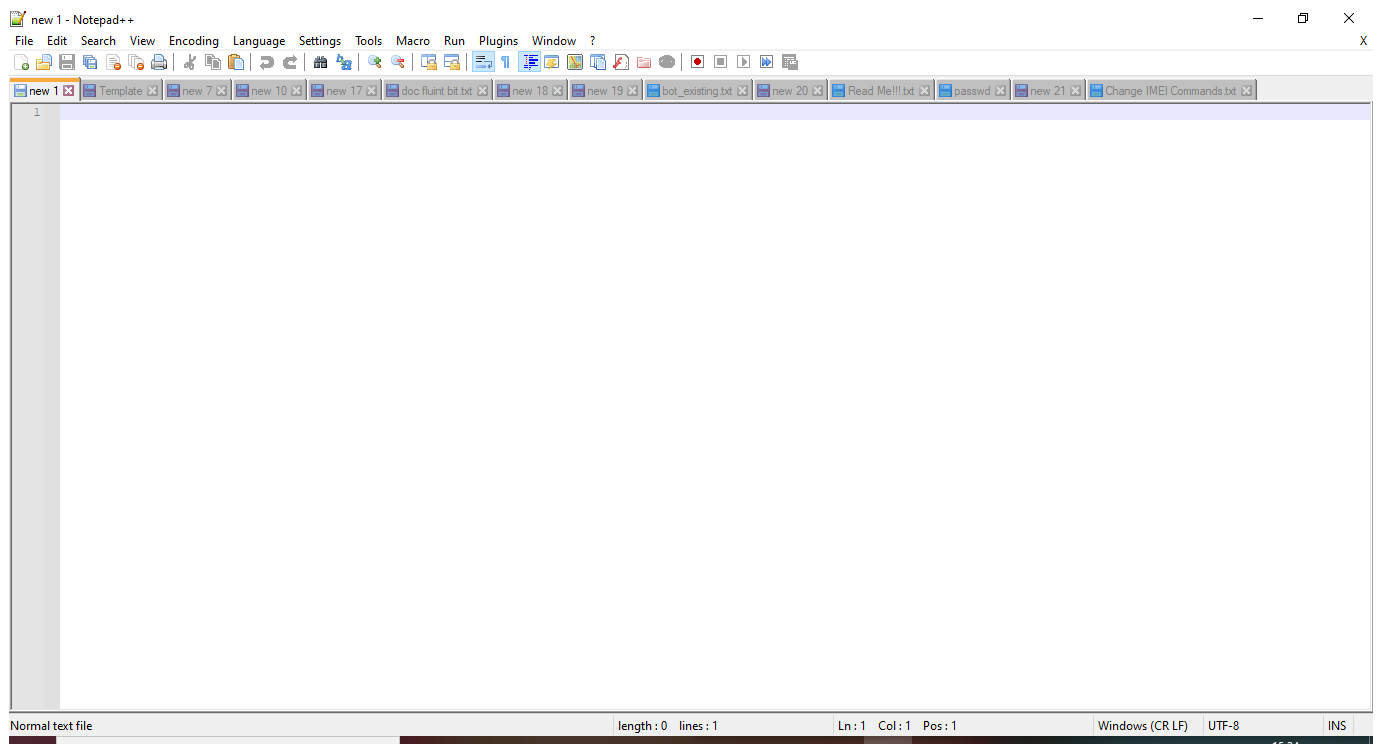 new 1 - Notepad++
File Edit Search View Encoding Language Settings Tools Macro Run Plugins Window ? X
new 1 Template new 7 new 10 new 17 doc fluint bit.txt new 18 new 19 bot_existing.txt new 20 Read Me!!!.txt passwd new 21 Change IMEI Commands.txt
1
Normal text file length : 0 lines : 1 Ln : 1 Col : 1 Pos : 1 Windows (CR LF) UTF-8 INS